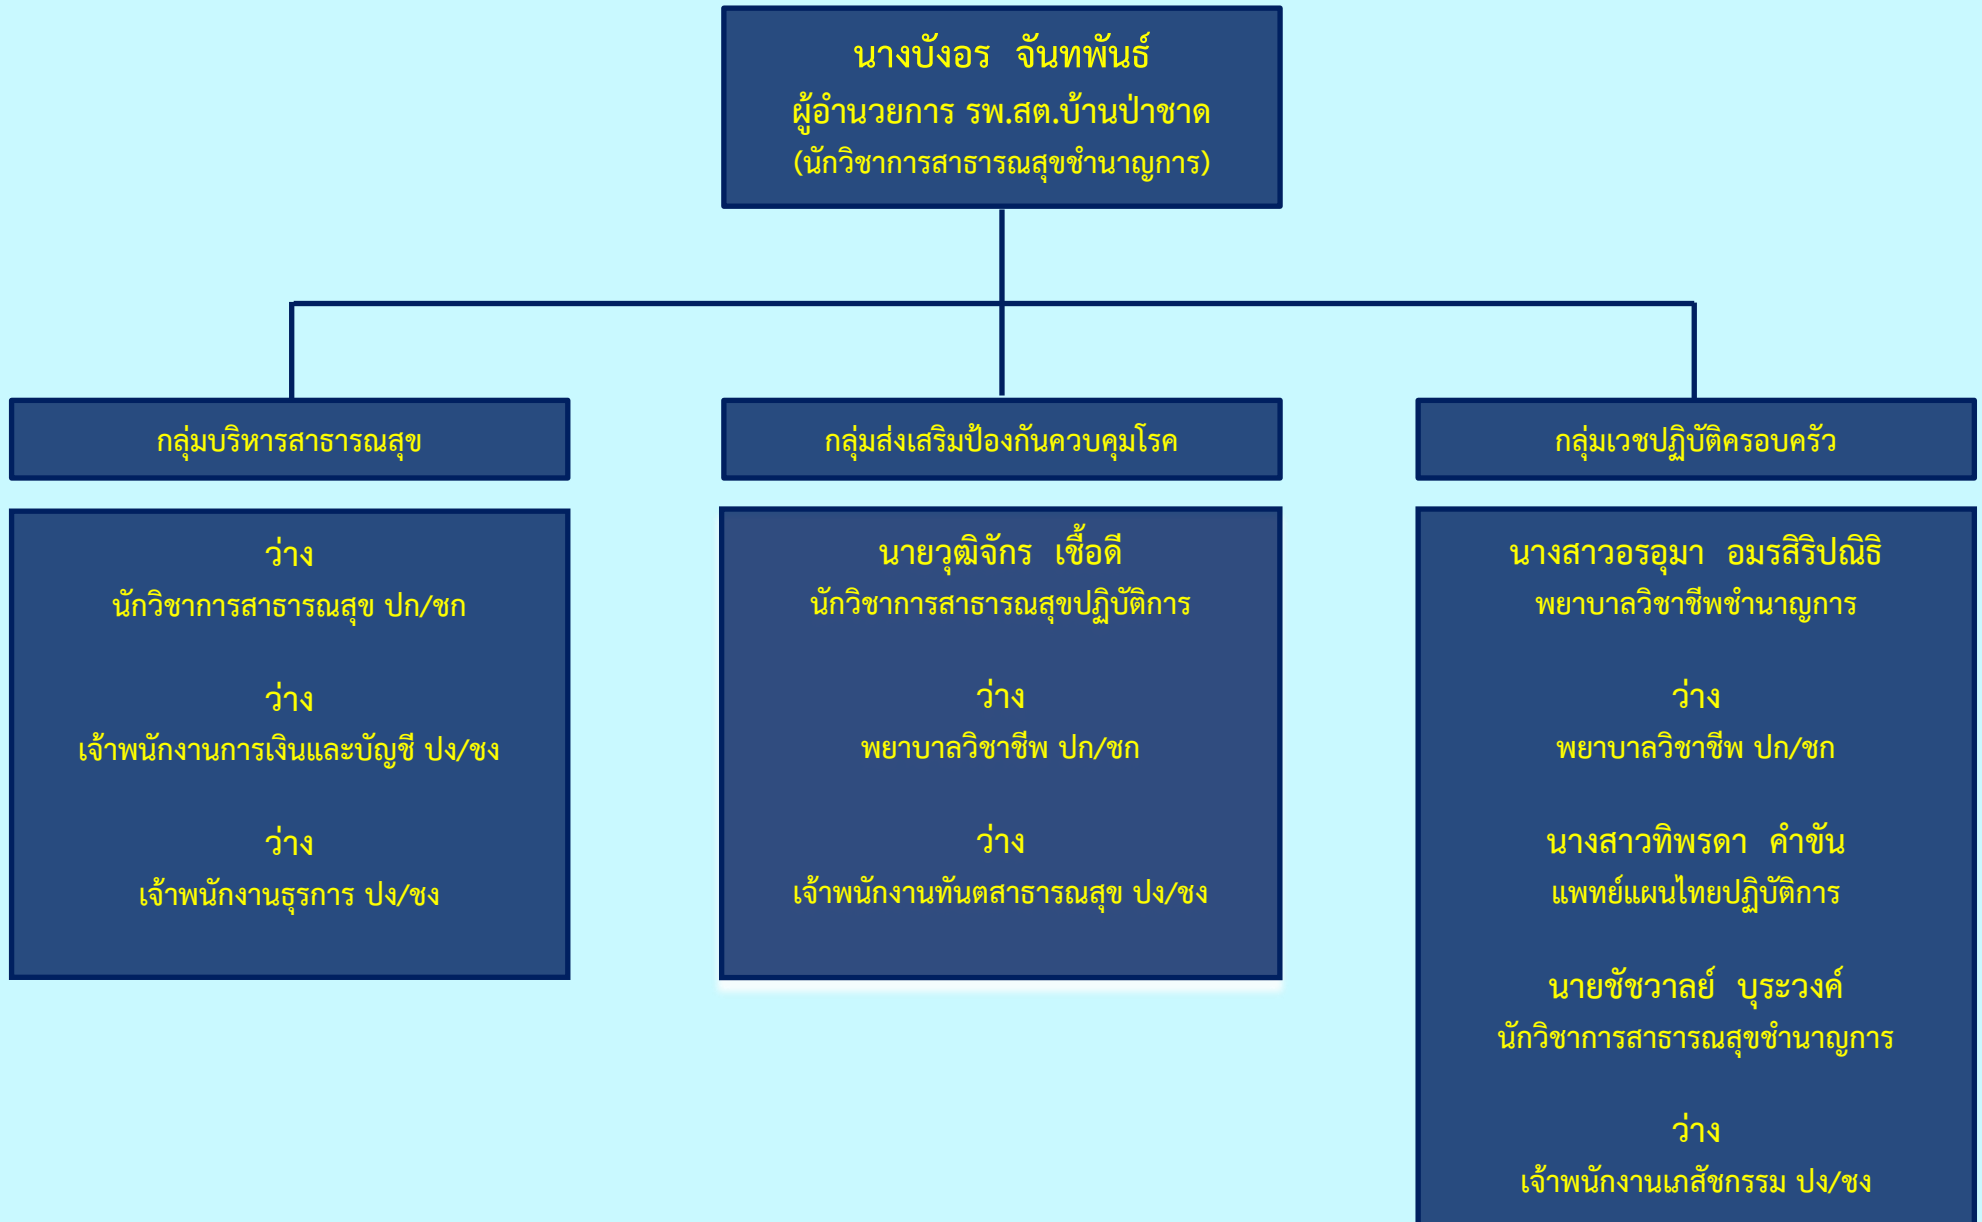 นางบังอร จันทพันธ์
ผู้อำนวยการ รพ.สต.บ้านป่าชาด
(นักวิชาการสาธารณสุขชำนาญการ)
กลุ่มบริหารสาธารณสุข
ว่าง
นักวิชาการสาธารณสุข ปก/ชก
ว่าง
เจ้าพนักงานการเงินและบัญชี ปง/ชง
ว่าง
เจ้าพนักงานธุรการ ปง/ชง
กลุ่มส่งเสริมป้องกันควบคุมโรค
นายวุฒิจักร เชื้อดี
นักวิชาการสาธารณสุขปฏิบัติการ
ว่าง
พยาบาลวิชาชีพ ปก/ชก
ว่าง
เจ้าพนักงานทันตสาธารณสุข ปง/ชง
กลุ่มเวชปฏิบัติครอบครัว
นางสาวอรอุมา อมรสิริปณิธิ
พยาบาลวิชาชีพชำนาญการ
ว่าง
พยาบาลวิชาชีพ ปก/ชก
นางสาวทิพรดา คำขัน
แพทย์แผนไทยปฏิบัติการ
นายชัชวาลย์ บุระวงค์
นักวิชาการสาธารณสุขชำนาญการ
ว่าง
เจ้าพนักงานเภสัชกรรม ปง/ชง